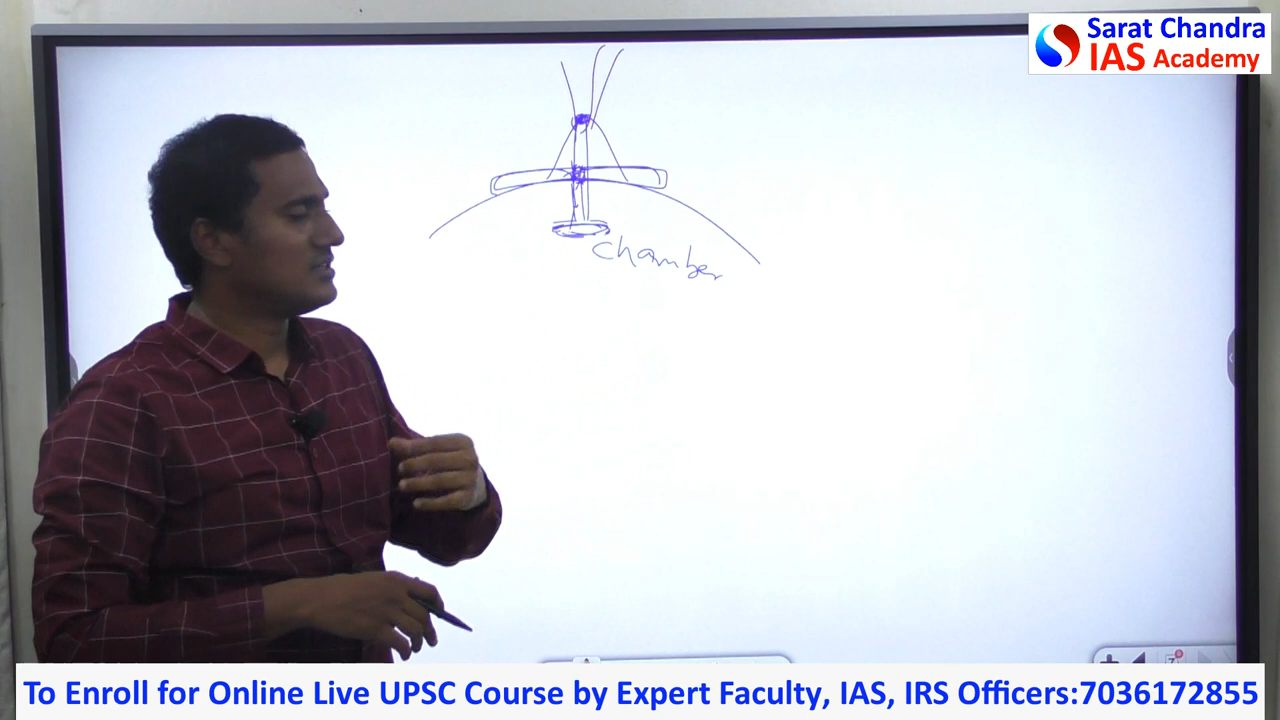 Sarat Chandra
IAS Academy
chamber
To Enroll for Online Live UPSC Course by Expert Faculty, IAS, IRS Officers:7036172855